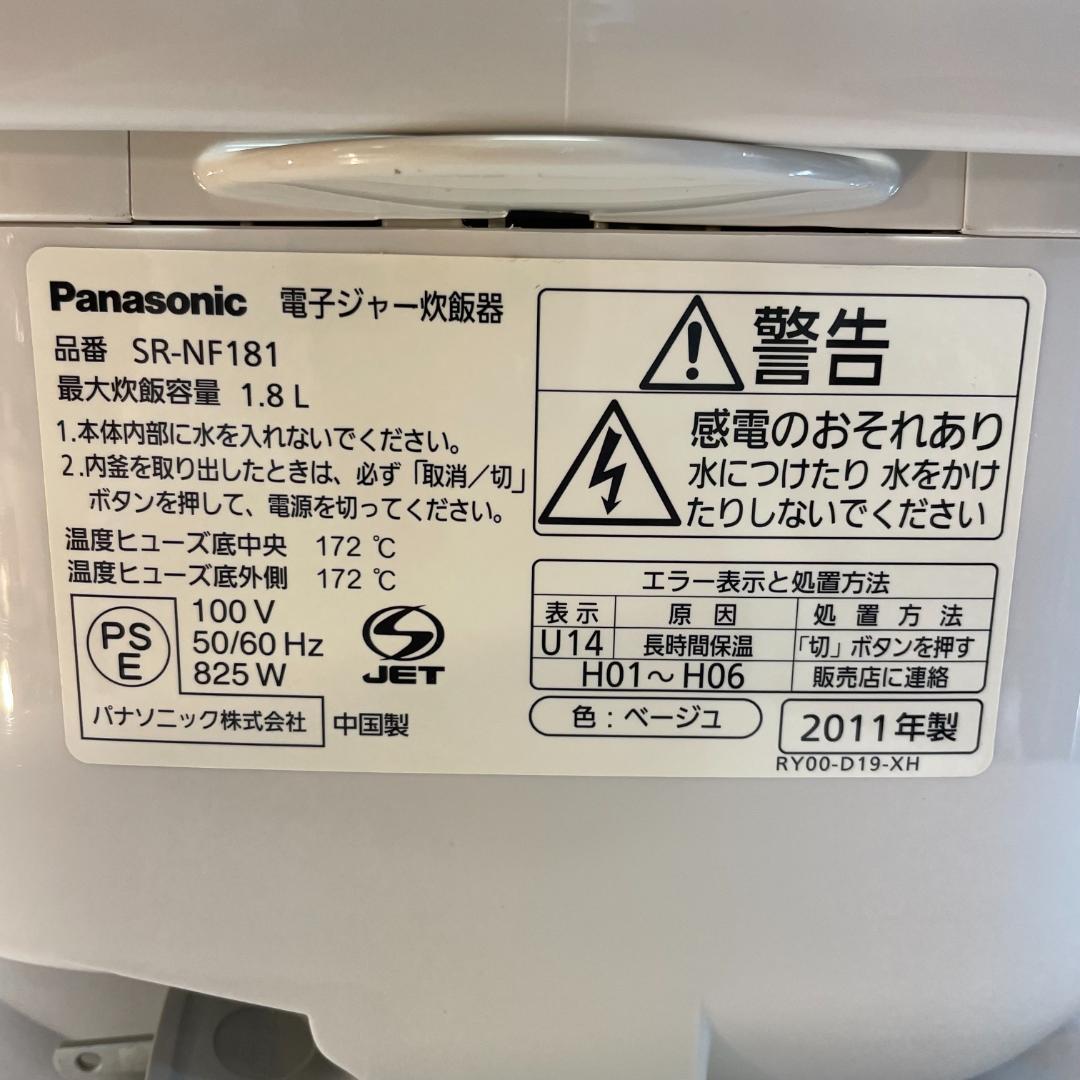 Panasonic 電子ジャー炊飯器
品番 SR-NF181
最大炊飯容量 1.8 L
1.本体内部に水を入れないでください。
2.内釜を取り出したときは、必ず「取消／切」
ボタンを押して、電源を切ってください。
温度ヒューズ底中央 172 ℃
温度ヒューズ底外側 172 ℃
PS
E
100 V
50/60 Hz
825 W
JET
パナソニック株式会社
中国製
警告
感電のおそれあり
水につけたり 水をかけ
たりしないでください
エラー表示と処置方法
表示 原因 処置方法
U14 長時間保温 「切」ボタンを押す
H01～H06 販売店に連絡
色：ベージュ
2011年製
RY00-D19-XH